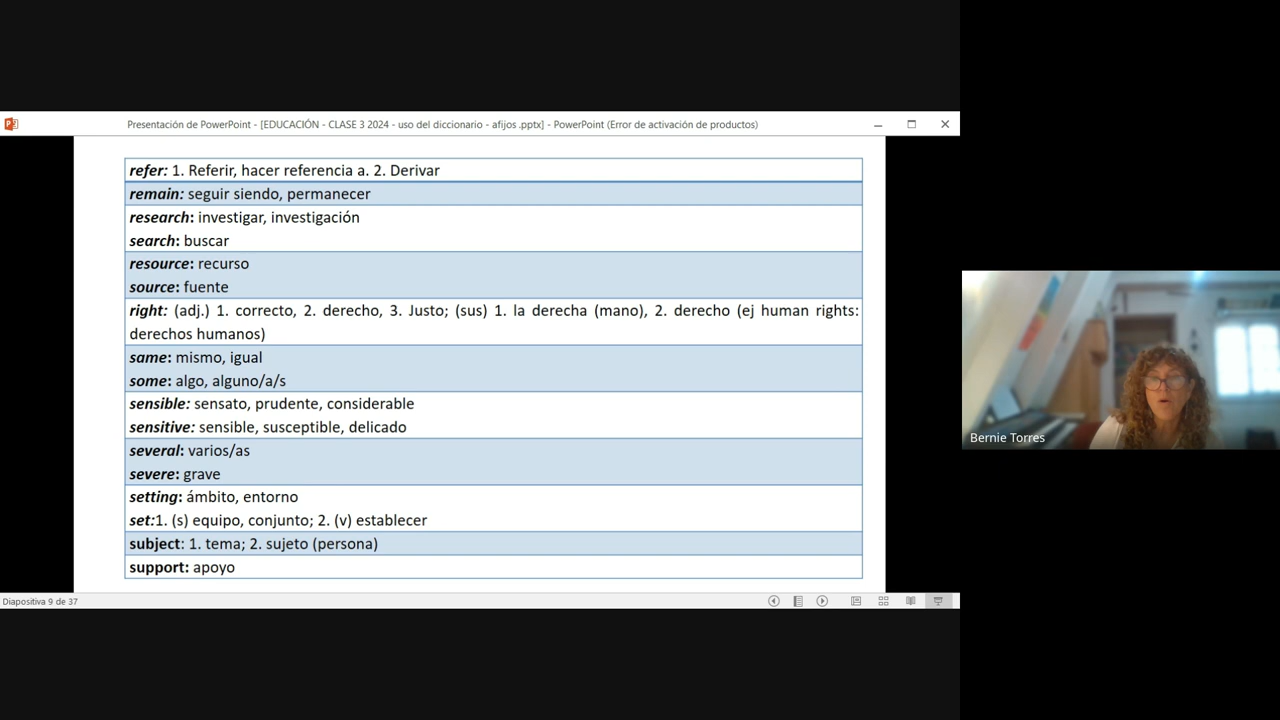 Presentación de PowerPoint - [EDUCACIÓN - CLASE 3 2024 - uso del diccionario - afijos .pptx] - PowerPoint (Error de activación de productos)
refer: 1. Referir, hacer referencia a. 2. Derivar
remain: seguir siendo, permanecer
research: investigar, investigación
search: buscar
resource: recurso
source: fuente
right: (adj.) 1. correcto, 2. derecho, 3. Justo; (sus) 1. la derecha (mano), 2. derecho (ej human rights:
derechos humanos)
same: mismo, igual
some: algo, alguno/a/s
sensible: sensato, prudente, considerable
sensitive: sensible, susceptible, delicado
several: varios/as
severe: grave
setting: ámbito, entorno
set:1. (s) equipo, conjunto; 2. (v) establecer
subject: 1. tema; 2. sujeto (persona)
support: apoyo
Diapositiva 9 de 37
Bernie Torres